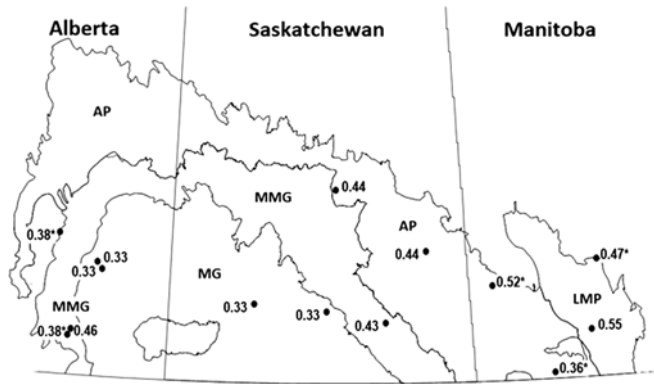 Alberta Saskatchewan Manitoba
AP
MMG 0.44
AP
0.38* 0.33 0.44 0.47*
0.33 MG
0.52*
MMG 0.33 0.33 LMP
0.38* 0.46 0.43 0.55
0.36*